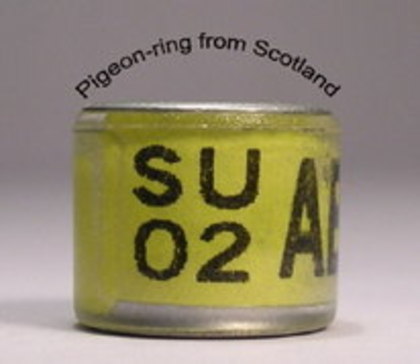 Pigeon-ring from Scotland
SU
02